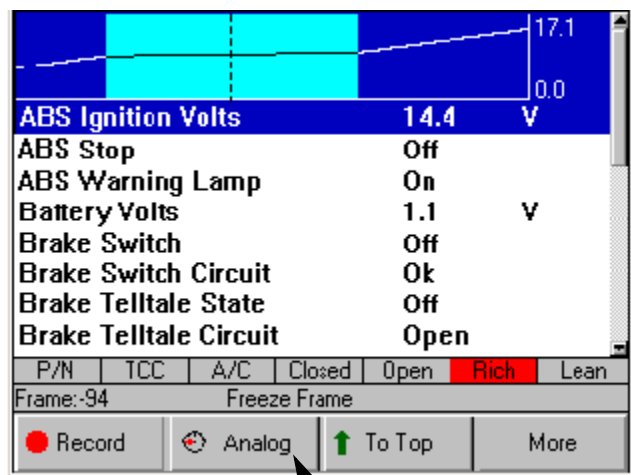 17.1
0.0
ABS Ignition Volts 14.4 V
ABS Stop Off
ABS Warning Lamp On
Battery Volts 1.1 V
Brake Switch Off
Brake Switch Circuit Ok
Brake Telltale State Off
Brake Telltale Circuit Open
P/N TCC A/C Closed Open Rich Lean
Frame:-94 Freeze Frame
Record Analog To Top More